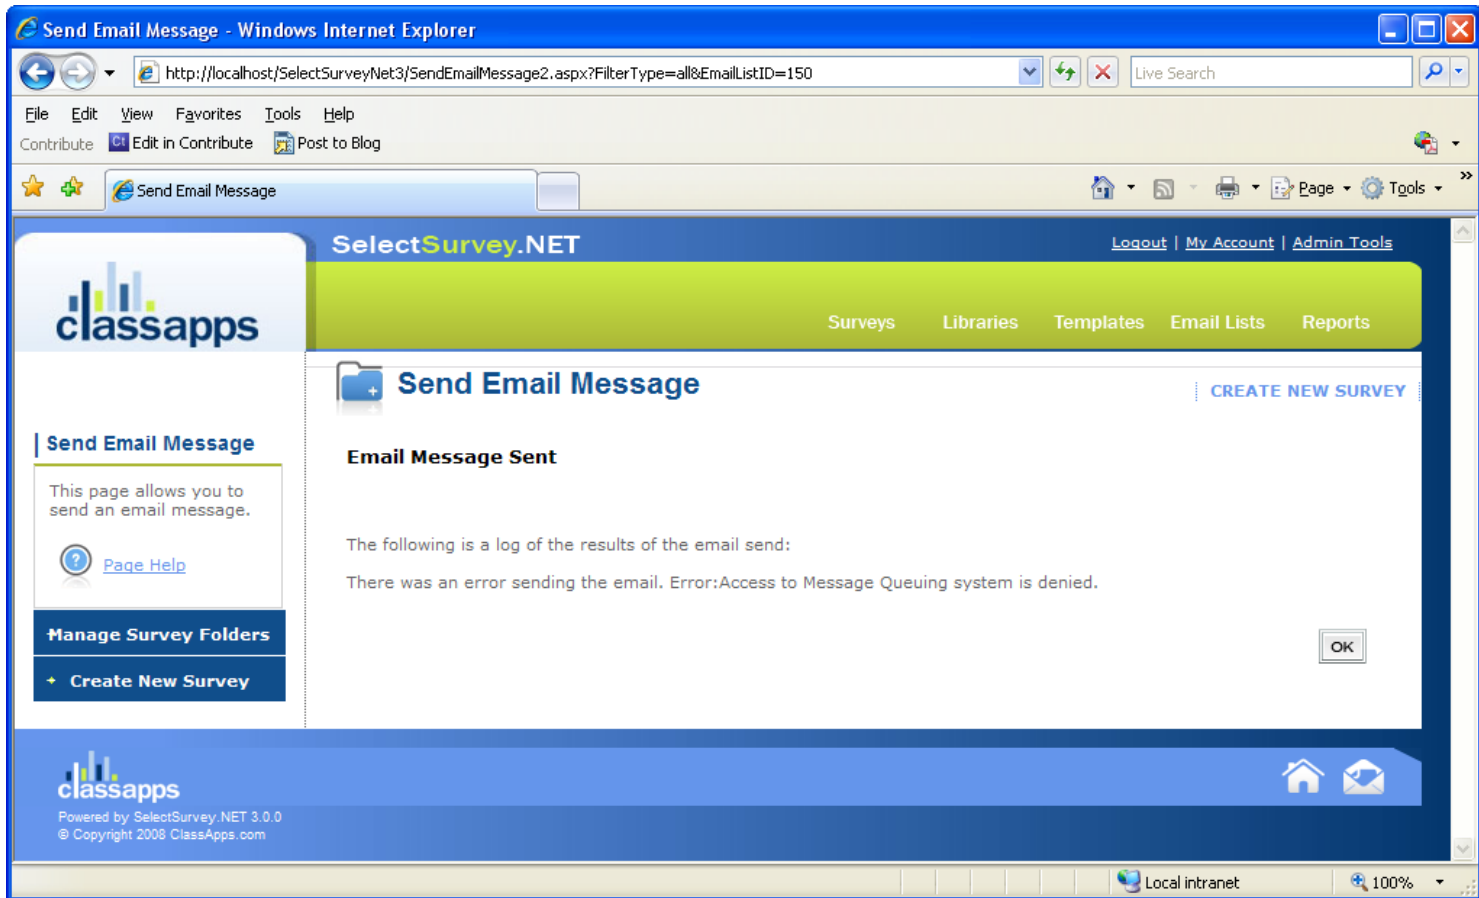 Send Email Message - Windows Internet Explorer
http://localhost/SelectSurveyNet3/SendEmailMessage2.aspx?FilterType=all&EmailListID=150
Live Search
File Edit View Favorites Tools Help
Contribute Ct Edit in Contribute Post to Blog
Send Email Message
Page Tools »
SelectSurvey.NET
Logout | My Account | Admin Tools
classapps
Surveys Libraries Templates Email Lists Reports
Send Email Message
CREATE NEW SURVEY
Send Email Message
Email Message Sent
This page allows you to
send an email message.
Page Help
The following is a log of the results of the email send:
There was an error sending the email. Error:Access to Message Queuing system is denied.
Manage Survey Folders
OK
+ Create New Survey
classapps
Powered by SelectSurvey.NET 3.0.0
© Copyright 2008 ClassApps.com
Local intranet
100%